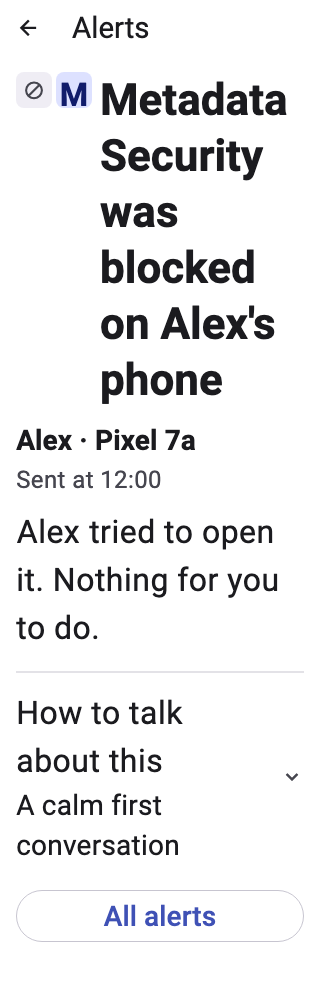 Alerts
M
Metadata
Security
was
blocked
on Alex's
phone
Alex · Pixel 7a
Sent at 12:00
Alex tried to open
it. Nothing for you
to do.
How to talk
about this
A calm first
conversation
All alerts